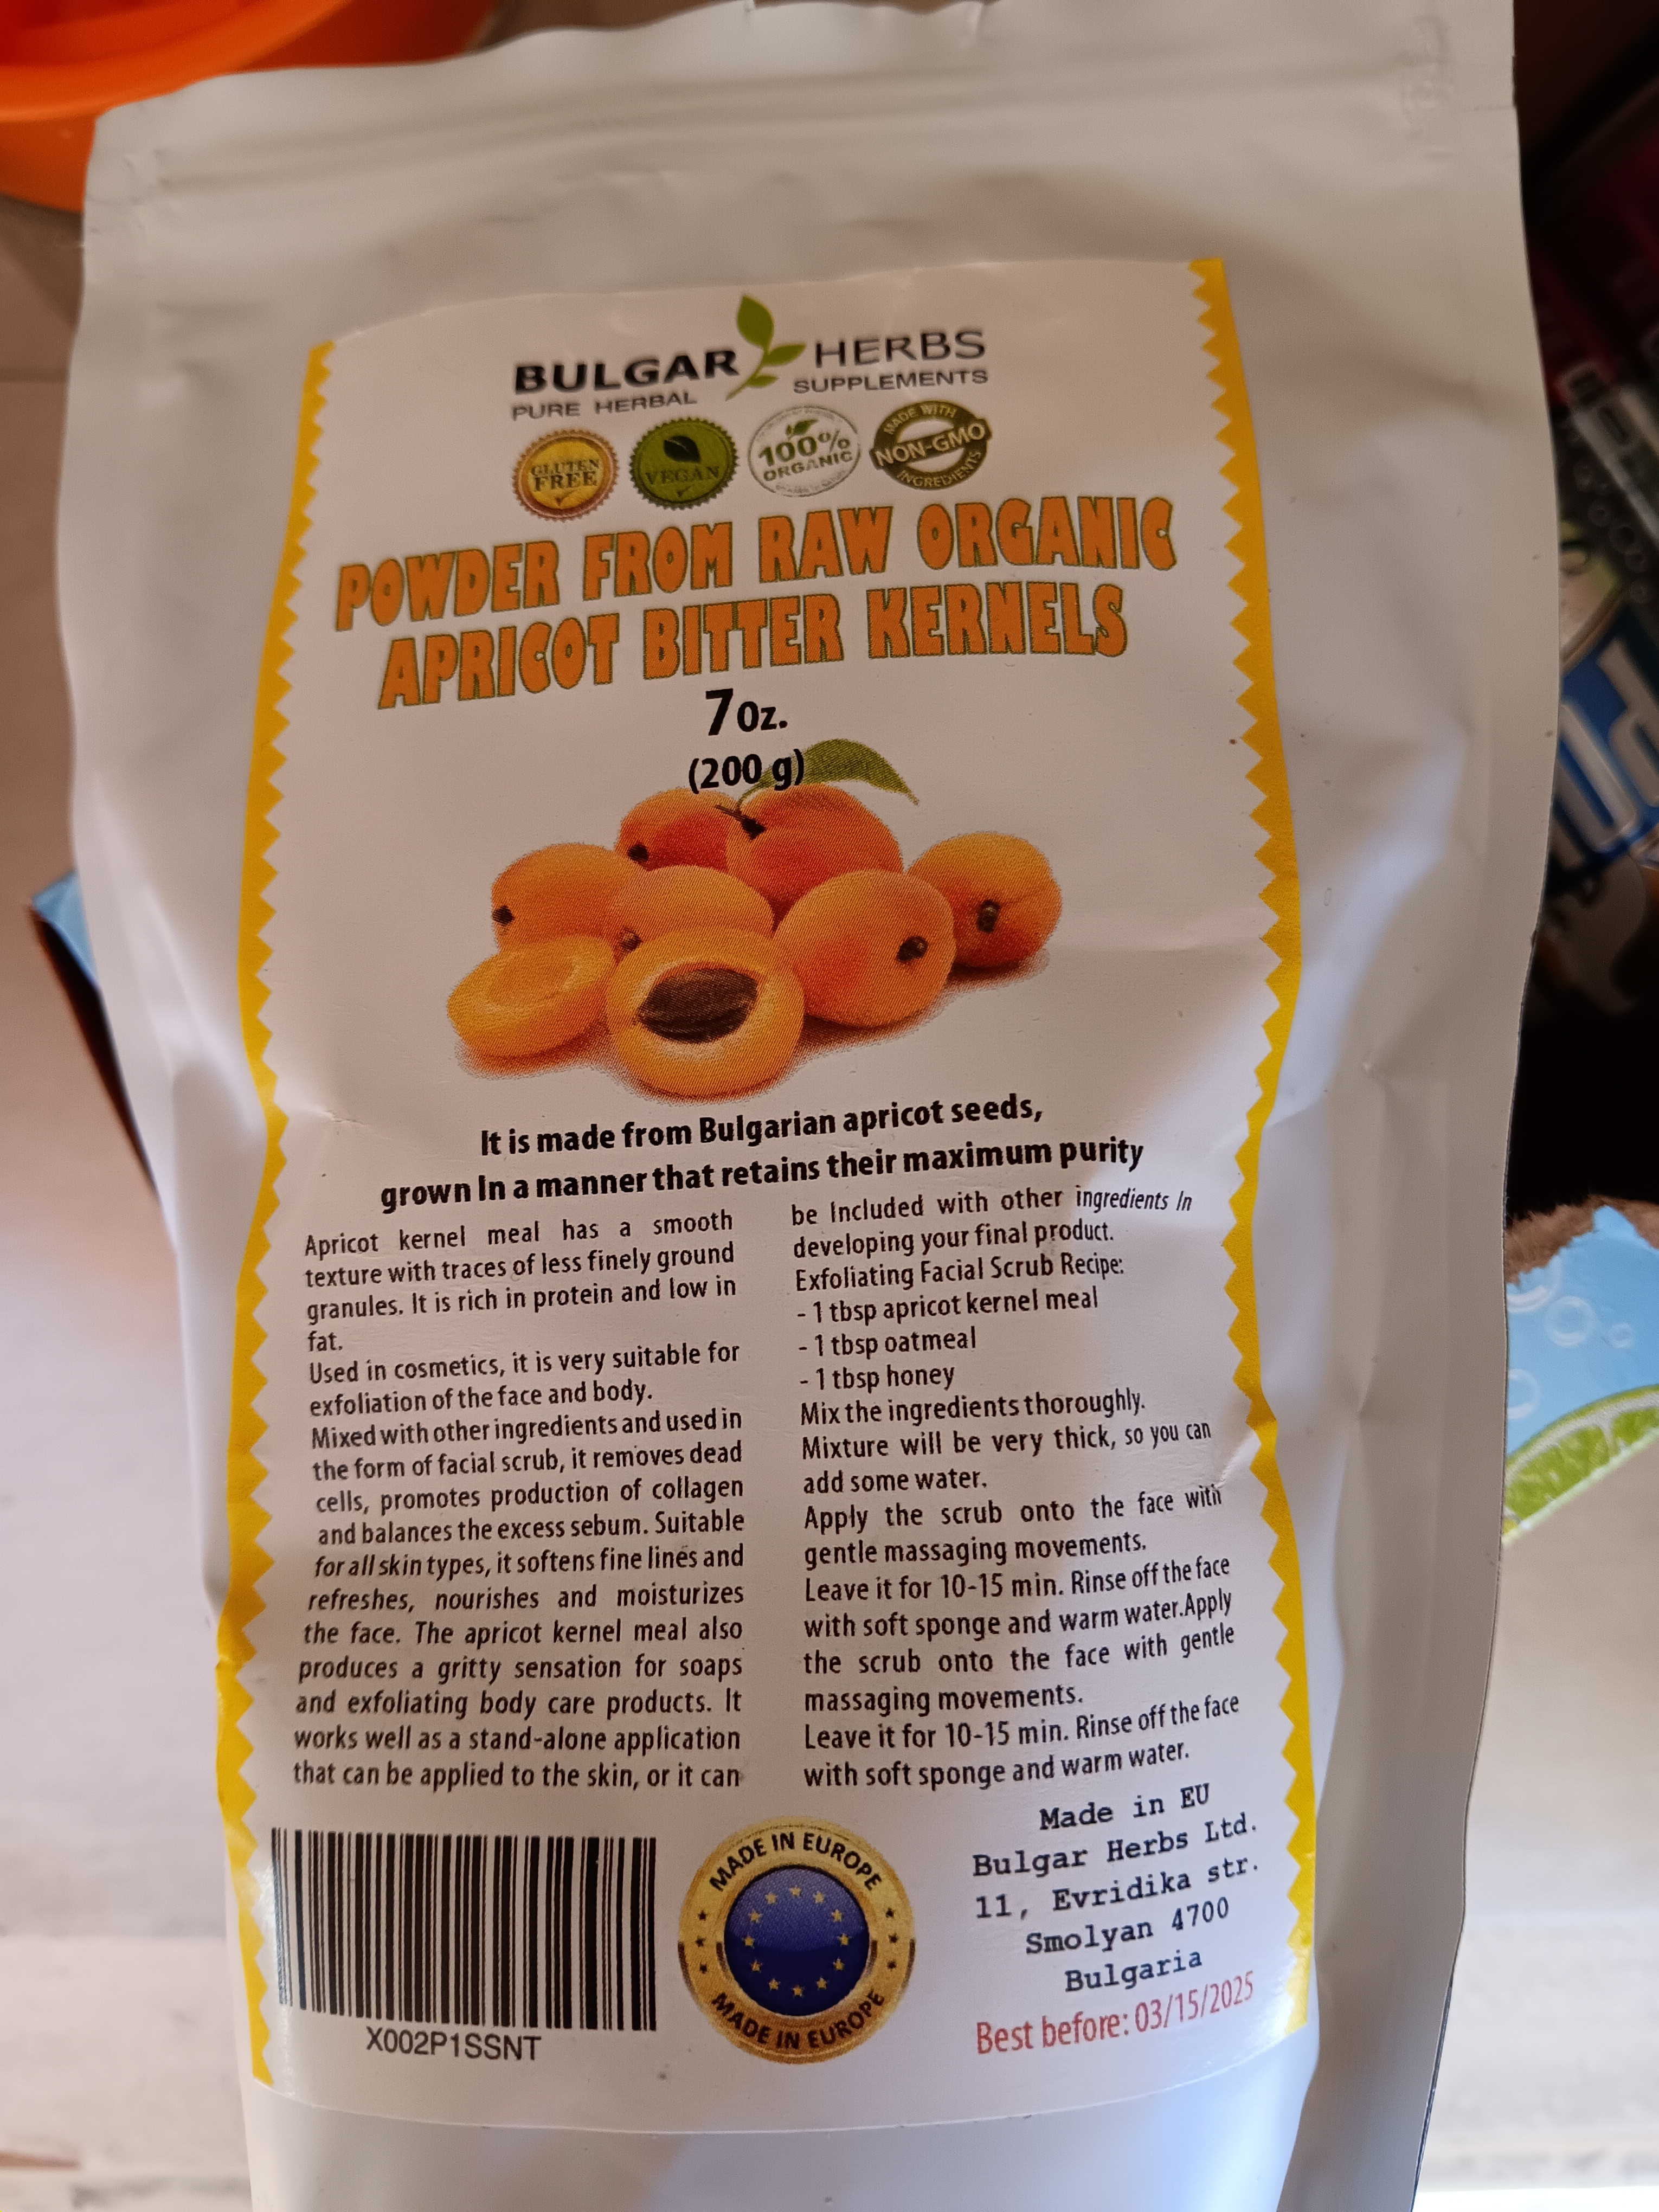 BULGAR HERBS
PURE HERBAL SUPPLEMENTS
GLUTEN
FREE
VEGAN
100%
ORGANIC
MADE WITH
NON-GMO
INGREDIENTS
POWDER FROM RAW ORGANIC
APRICOT BITTER KERNELS
7 Oz.
(200 g)
It is made from Bulgarian apricot seeds,
grown In a manner that retains their maximum purity
Apricot kernel meal has a smooth
texture with traces of less finely ground
granules. It is rich in protein and low in
fat.
Used in cosmetics, it is very suitable for
exfoliation of the face and body.
Mixed with other ingredients and used in
the form of facial scrub, it removes dead
cells, promotes production of collagen
and balances the excess sebum. Suitable
for all skin types, it softens fine lines and
refreshes, nourishes and moisturizes
the face. The apricot kernel meal also
produces a gritty sensation for soaps
and exfoliating body care products. It
works well as a stand-alone application
that can be applied to the skin, or it can
be Included with other ingredients In
developing your final product.
Exfoliating Facial Scrub Recipe:
- 1 tbsp apricot kernel meal
- 1 tbsp oatmeal
- 1 tbsp honey
Mix the ingredients thoroughly.
Mixture will be very thick, so you can
add some water.
Apply the scrub onto the face with
gentle massaging movements.
Leave it for 10-15 min. Rinse off the face
with soft sponge and warm water.Apply
the scrub onto the face with gentle
massaging movements.
Leave it for 10-15 min. Rinse off the face
with soft sponge and warm water.
X002P1SSNT
MADE IN EUROPE
MADE IN EUROPE
Made in EU
Bulgar Herbs Ltd.
11, Evridika str.
Smolyan 4700
Bulgaria
Best before: 03/15/2025